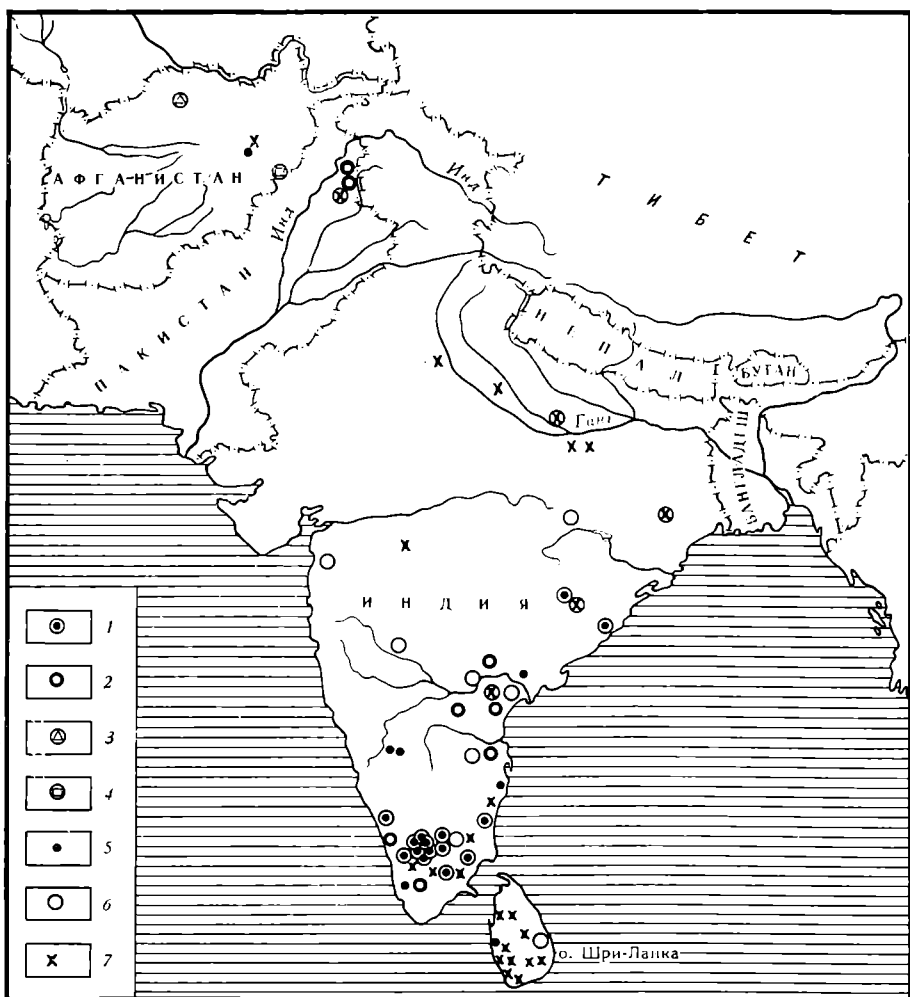 АФГАНИСТАН
Инд
Инд
ПАКИСТАН
ТИБЕТ
НЕПАЛ
БУТАН
Ганг
БАНГЛАДЕШ
ИНДИЯ
1
2
3
4
5
6
7
о. Шри-Ланка